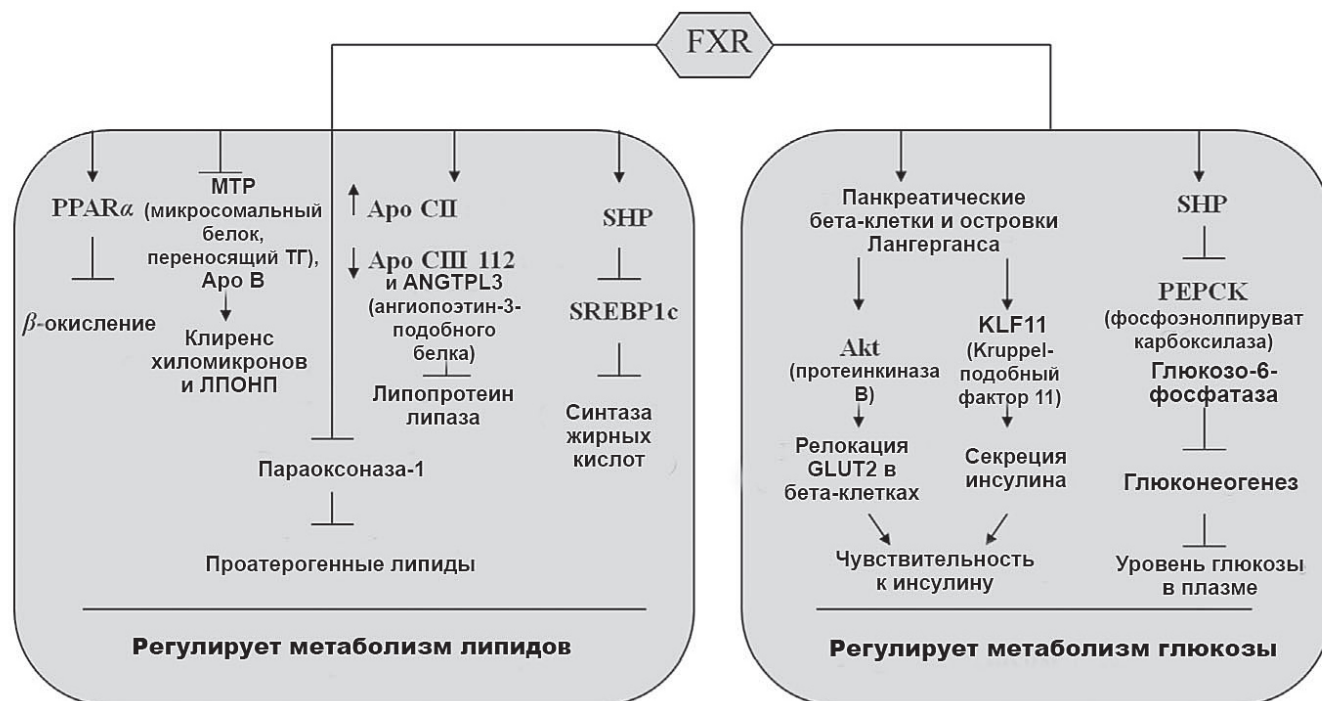 FXR
PPARα
β-окисление
МТР
(микросомальный
белок,
переносящий ТГ),
Apo B
Клиренс
хиломикронов
и ЛПОНП
Apo CII
Apo CIII 112
и ANGTPL3
(ангиопоэтин-3-
подобного
белка)
Липопротеин
липаза
SHP
SREBP1c
Синтаза
жирных
кислот
Параоксоназа-1
Проатерогенные липиды
Регулирует метаболизм липидов
Панкреатические
бета-клетки и островки
Лангерганса
Akt
(протеинкиназа
В)
Релокация
GLUT2 в
бета-клетках
KLF11
(Kruppel-
подобный
фактор 11)
Секреция
инсулина
Чувствительность
к инсулину
SHP
PEPCK
(фосфоэнолпируват
карбоксилаза)
Глюкозо-6-
фосфатаза
Глюконеогенез
Уровень глюкозы
в плазме
Регулирует метаболизм глюкозы